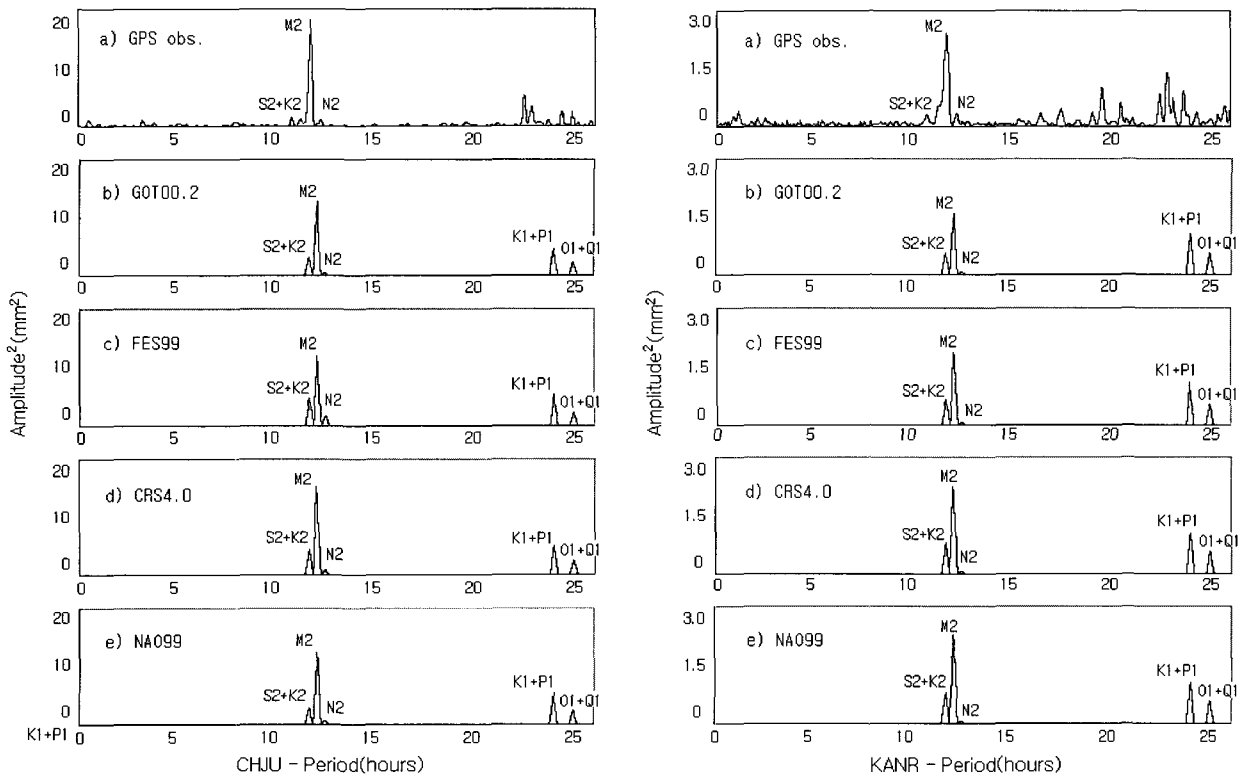 20
10
0
a) GPS obs.
M2
S2+K2
N2
0 5 10 15 20 25
20
10
0
b) GOT00.2
M2
S2+K2
N2
K1+P1
O1+Q1
0 5 10 15 20 25
20
10
0
c) FES99
M2
S2+K2
N2
K1+P1
O1+Q1
0 5 10 15 20 25
20
10
0
d) CRS4.0
M2
S2+K2
N2
K1+P1
O1+Q1
0 5 10 15 20 25
20
10
0
e) NAO99
M2
S2+K2
N2
K1+P1
O1+Q1
K1+P1
0 5 10 15 20 25
Amplitude²(mm²)
CHJU - Period(hours)
3.0
1.5
0
a) GPS obs.
M2
S2+K2
N2
0 5 10 15 20 25
3.0
1.5
0
b) GOT00.2
M2
S2+K2
N2
K1+P1
O1+Q1
0 5 10 15 20 25
3.0
1.5
0
c) FES99
M2
S2+K2
N2
K1+P1
O1+Q1
0 5 10 15 20 25
3.0
1.5
0
d) CRS4.0
M2
S2+K2
N2
K1+P1
O1+Q1
0 5 10 15 20 25
3.0
1.5
0
e) NAO99
M2
S2+K2
N2
K1+P1
O1+Q1
0 5 10 15 20 25
Amplitude²(mm²)
KANR - Period(hours)